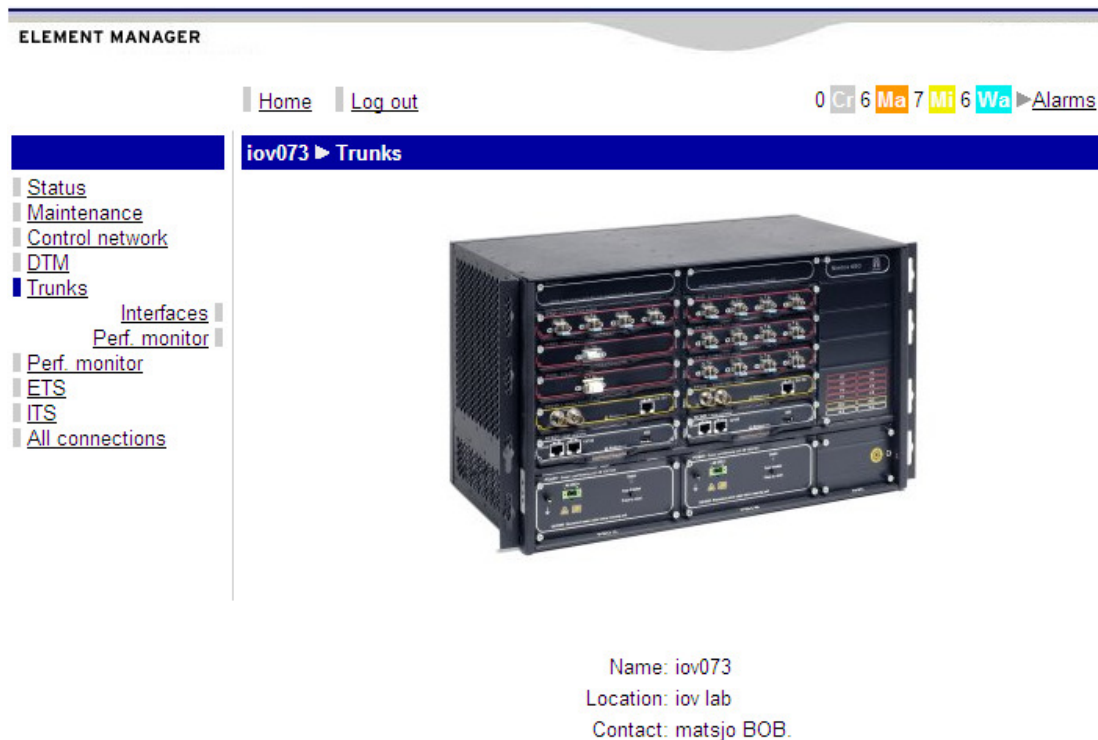 ELEMENT MANAGER
Home Log out 0 Cr 6 Ma 7 Mi 6 Wa Alarms
iov073 Trunks
Status
Maintenance
Control network
DTM
Trunks
Interfaces
Perf. monitor
Perf. monitor
ETS
ITS
All connections
Name: iov073
Location: iov lab
Contact: matsjo BOB.